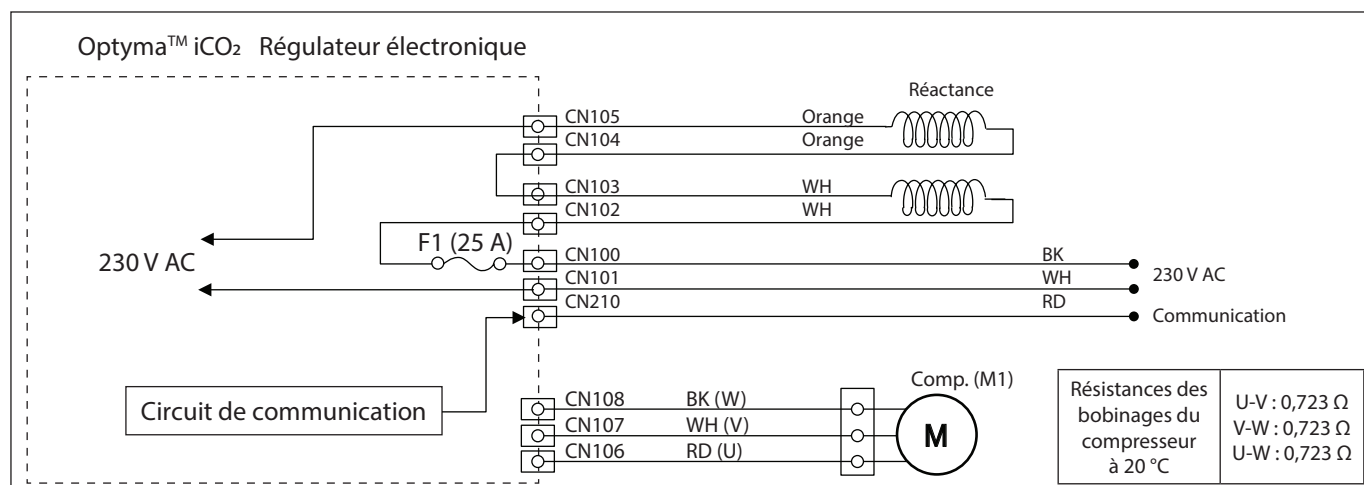 Optyma™ iCO₂ Régulateur électronique
Réactance
CN105 Orange
CN104 Orange
CN103 WH
CN102 WH
F1 (25 A)
CN100 BK
230 V AC
230 V AC
CN101 WH
CN210 RD
Communication
Circuit de communication
Comp. (M1)
CN108 BK (W)
CN107 WH (V)
M
CN106 RD (U)
Résistances des
bobinages du
compresseur
à 20 °C
U-V : 0,723 Ω
V-W : 0,723 Ω
U-W : 0,723 Ω